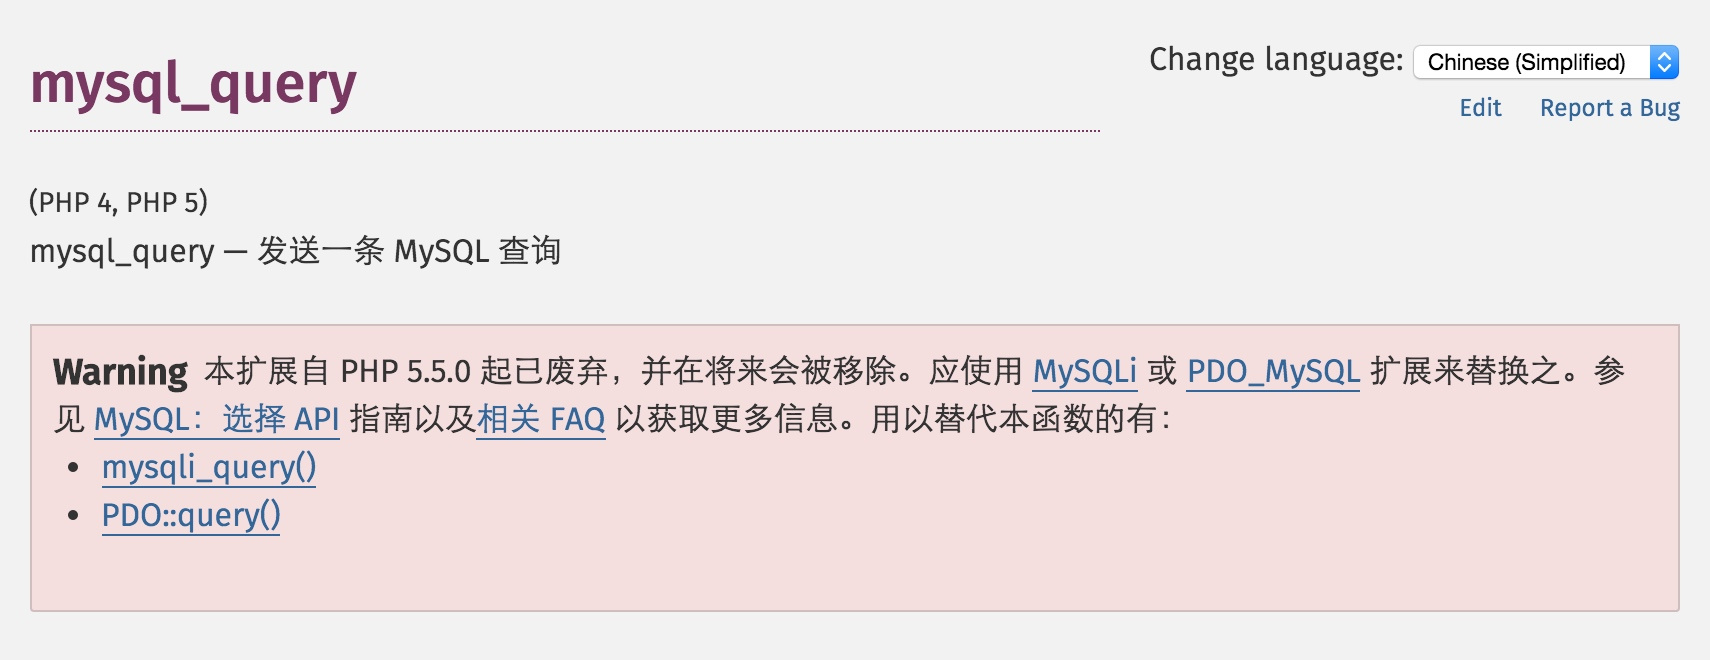 mysql_query
Change language: Chinese (Simplified)
Edit Report a Bug
(PHP 4, PHP 5)
mysql_query — 发送一条 MySQL 查询
Warning 本扩展自 PHP 5.5.0 起已废弃，并在将来会被移除。应使用 MySQLi 或 PDO_MySQL 扩展来替换之。参
见 MySQL：选择 API 指南以及相关 FAQ 以获取更多信息。用以替代本函数的有：
• mysqli_query()
• PDO::query()